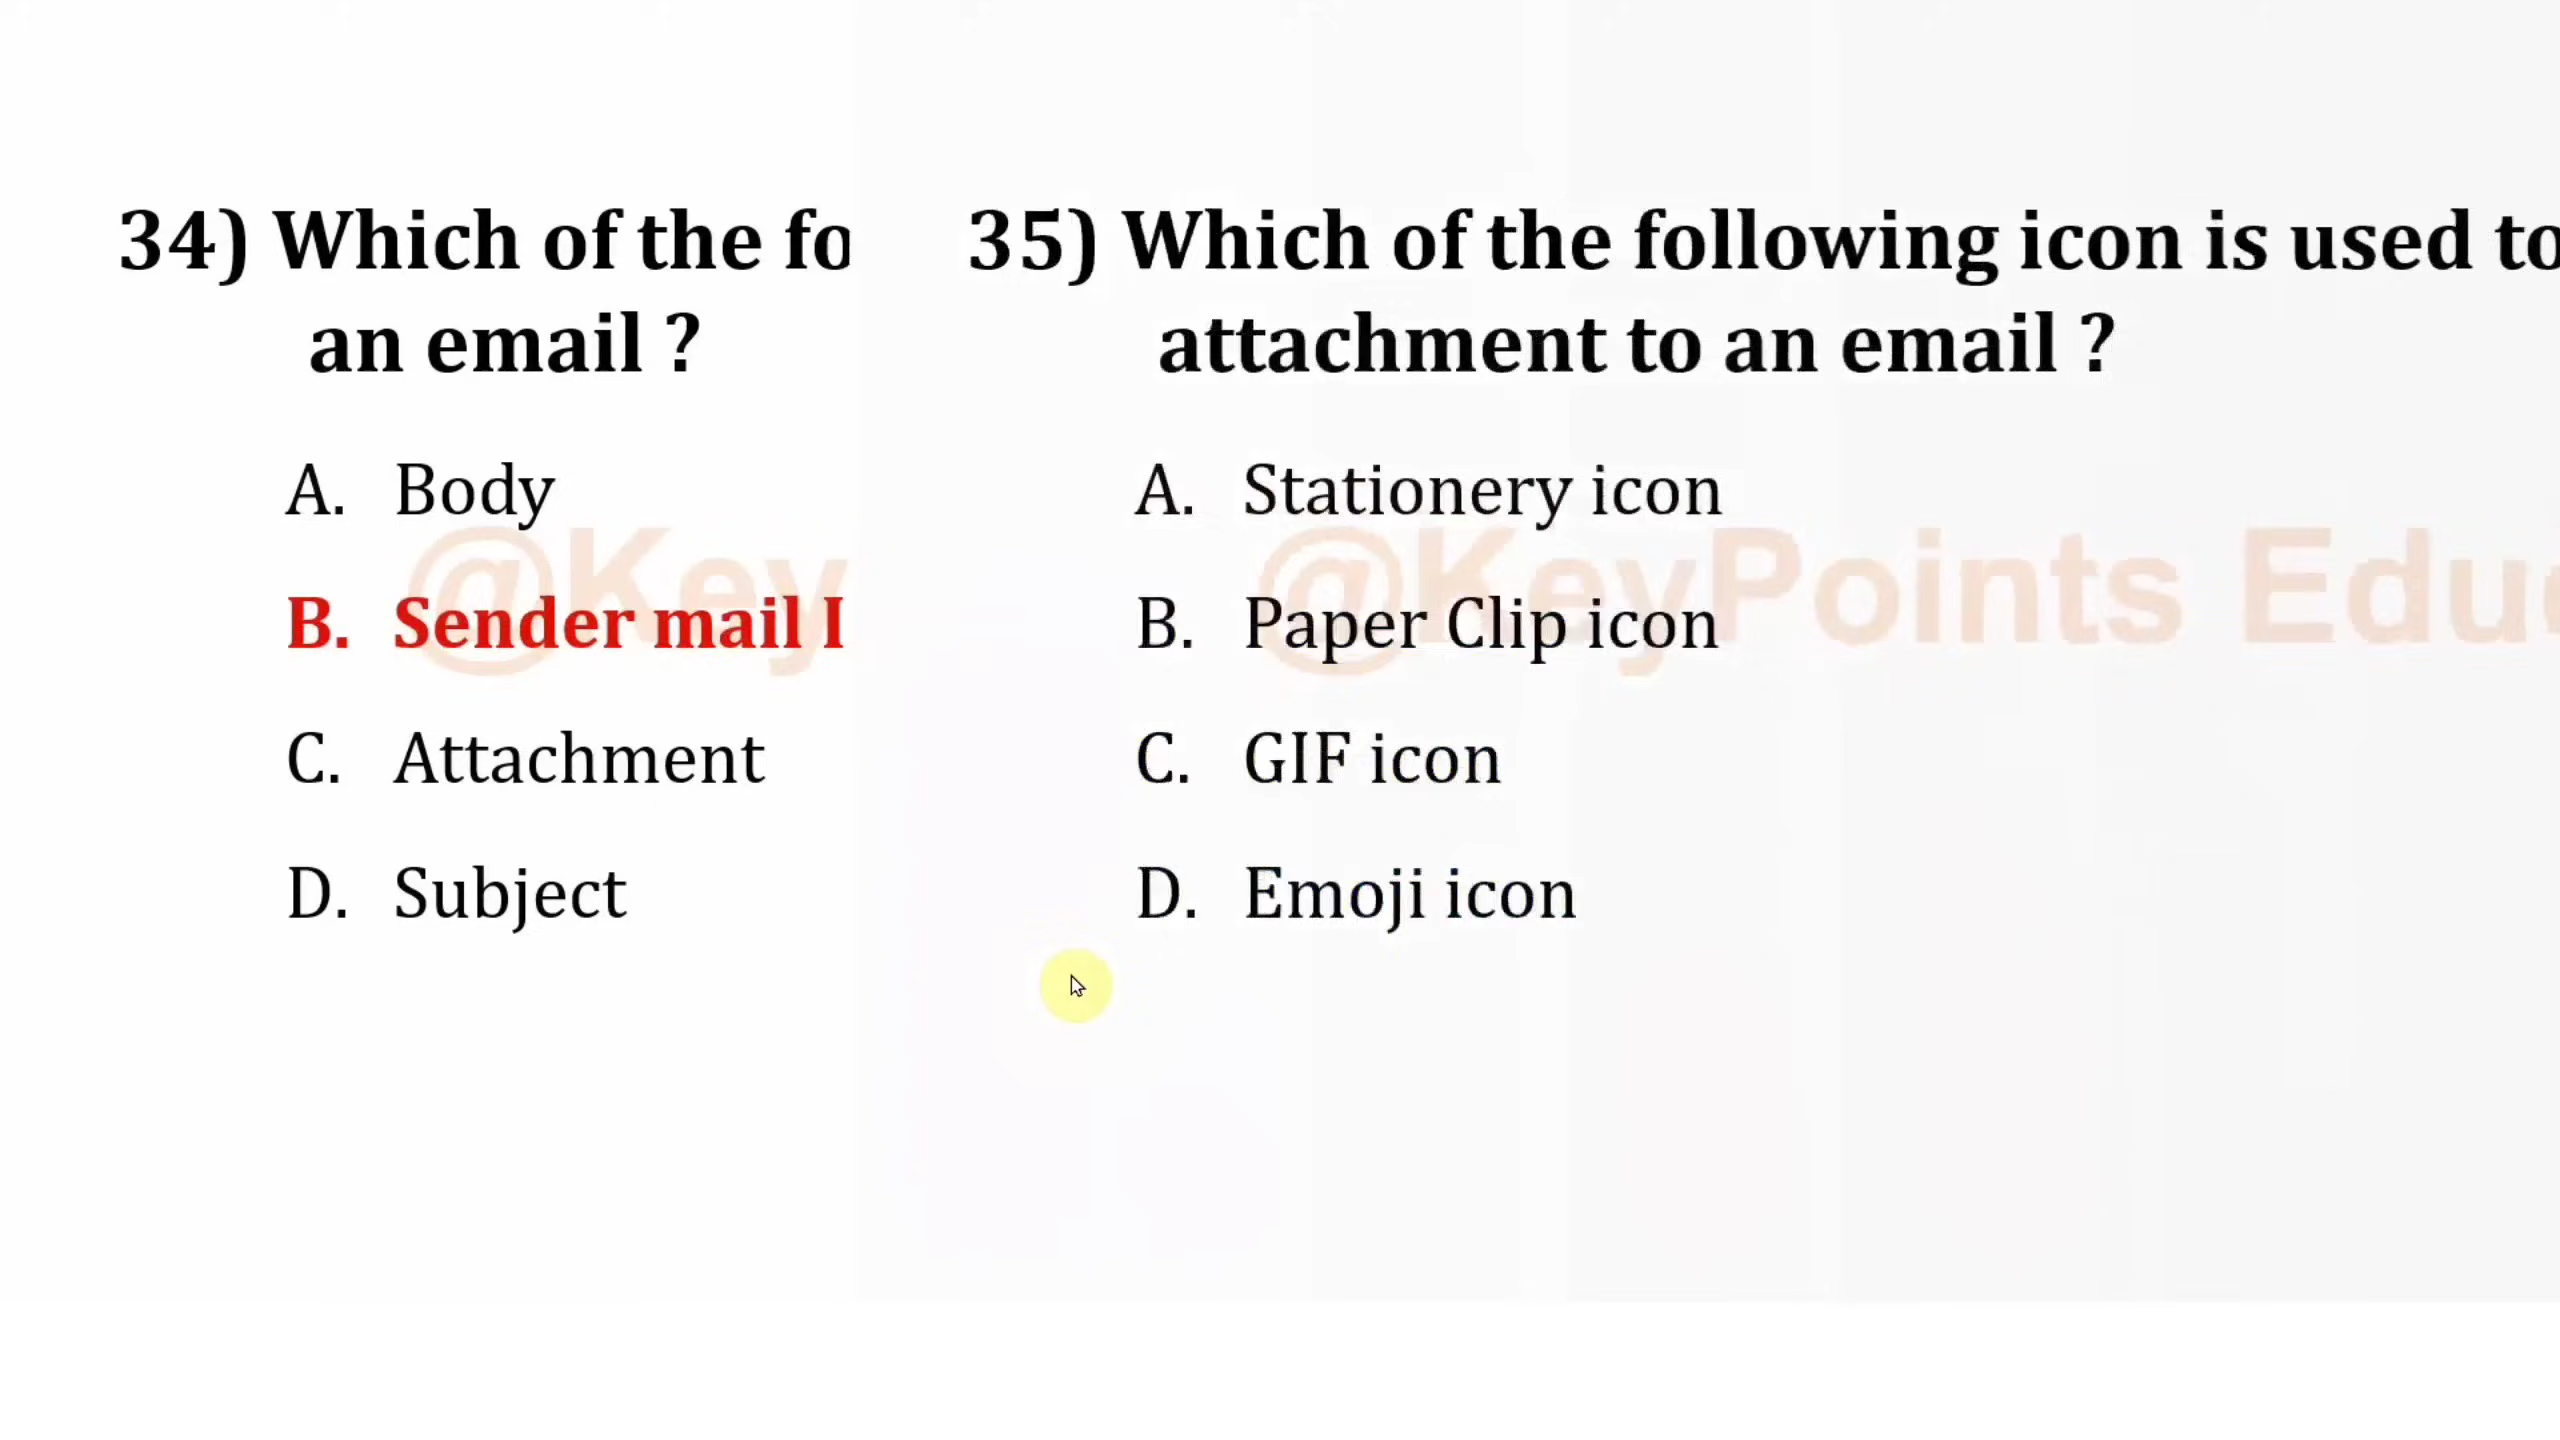 34) Which of the fo
an email ?
A. Body
B. Sender mail I
C. Attachment
D. Subject
35) Which of the following icon is used to
attachment to an email ?
A. Stationery icon
B. Paper Clip icon
C. GIF icon
D. Emoji icon
@Key
@KeyPoints Edu